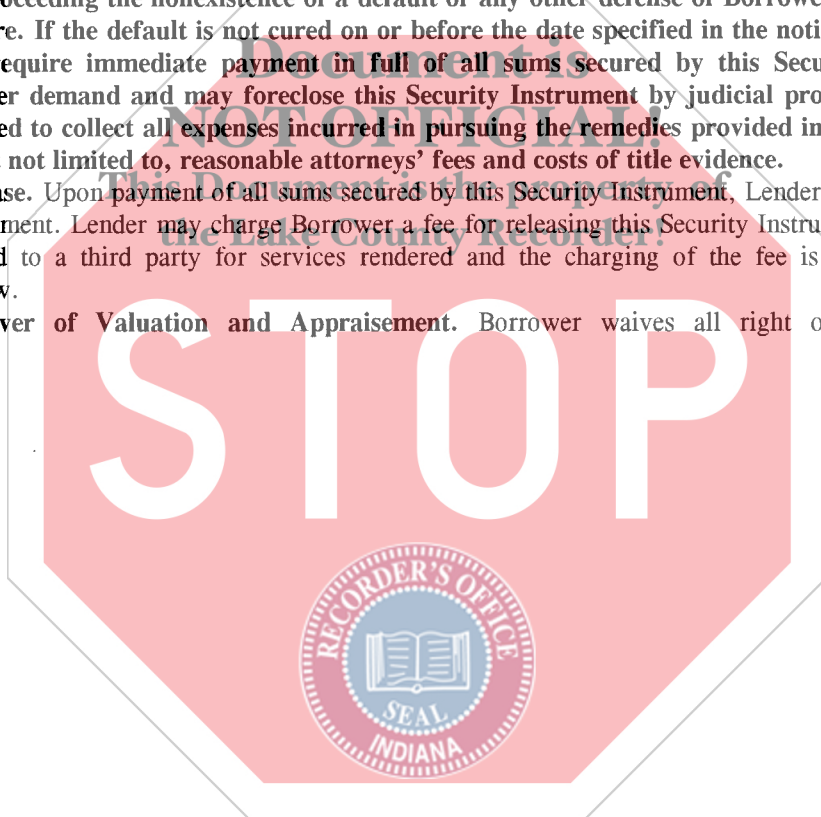 oceeding the nonexistence of a default or any other defense of Borrowe
re. If the default is not cured on or before the date specified in the noti
equire immediate payment in full of all sums secured by this Secu
er demand and may foreclose this Security Instrument by judicial pro
ed to collect all expenses incurred in pursuing the remedies provided in
not limited to, reasonable attorneys' fees and costs of title evidence.
ase. Upon payment of all sums secured by this Security Instrument, Lender
ment. Lender may charge Borrower a fee for releasing this Security Instru
d to a third party for services rendered and the charging of the fee is
w.
ver of Valuation and Appraisement. Borrower waives all right o
Document is
NOT OFFICIAL!
This Document is the property of
the Lake County Recorder!
STOP
RECORDER'S OFFICE
SEAL
INDIANA